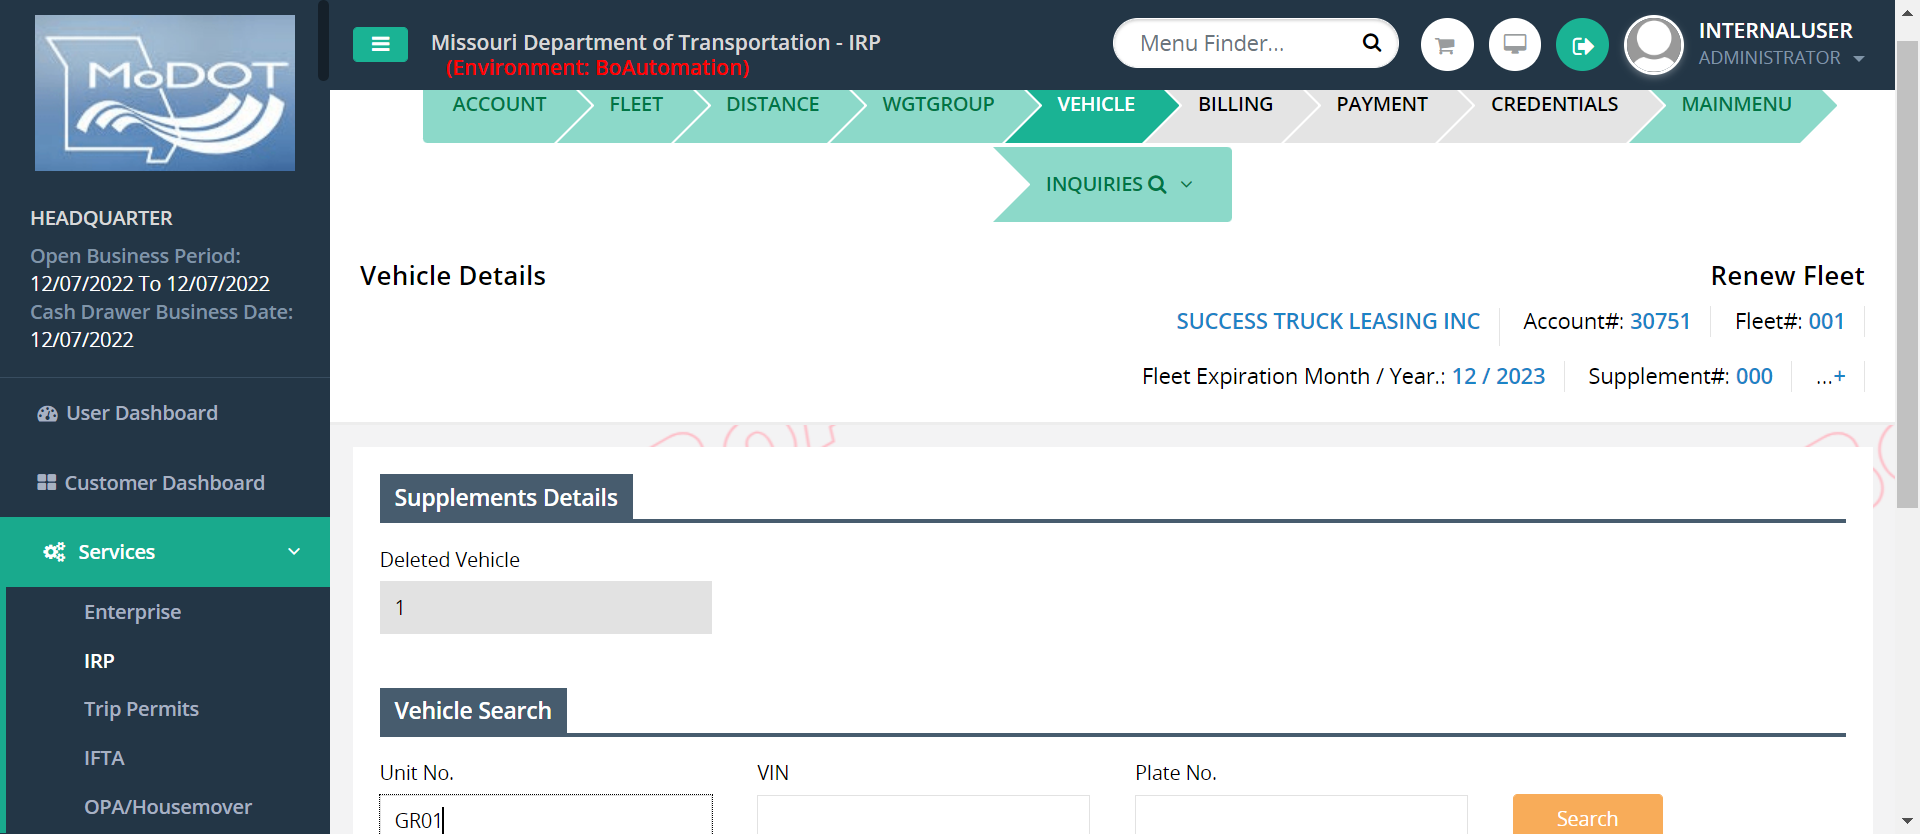 MoDOT
Missouri Department of Transportation - IRP
(Environment: BoAutomation)
Menu Finder...
INTERNALUSER
ADMINISTRATOR
HEADQUARTER
Open Business Period:
12/07/2022 To 12/07/2022
Cash Drawer Business Date:
12/07/2022
User Dashboard
Customer Dashboard
Services
Enterprise
IRP
Trip Permits
IFTA
OPA/Housemover
ACCOUNT FLEET DISTANCE WGTGROUP VEHICLE BILLING PAYMENT CREDENTIALS MAINMENU
INQUIRIES
Vehicle Details
Renew Fleet
SUCCESS TRUCK LEASING INC Account#: 30751 Fleet#: 001
Fleet Expiration Month / Year.: 12 / 2023 Supplement#: 000 ...+
Supplements Details
Deleted Vehicle
1
Vehicle Search
Unit No. VIN Plate No.
GR01 Search